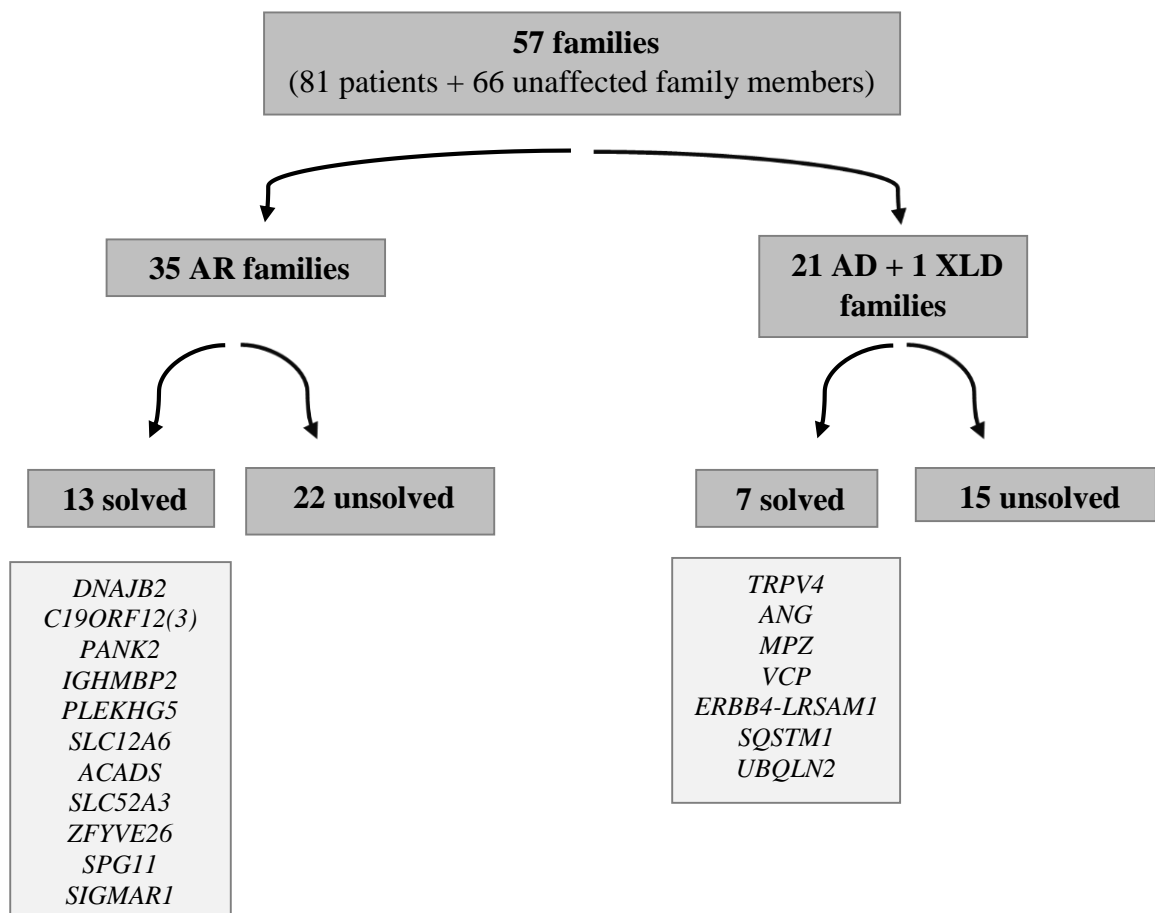 57 families
(81 patients + 66 unaffected family members)
35 AR families
21 AD + 1 XLD
families
13 solved
22 unsolved
7 solved
15 unsolved
DNAJB2
C19ORF12(3)
PANK2
IGHMBP2
PLEKHG5
SLC12A6
ACADS
SLC52A3
ZFYVE26
SPG11
SIGMAR1
TRPV4
ANG
MPZ
VCP
ERBB4-LRSAM1
SQSTM1
UBQLN2